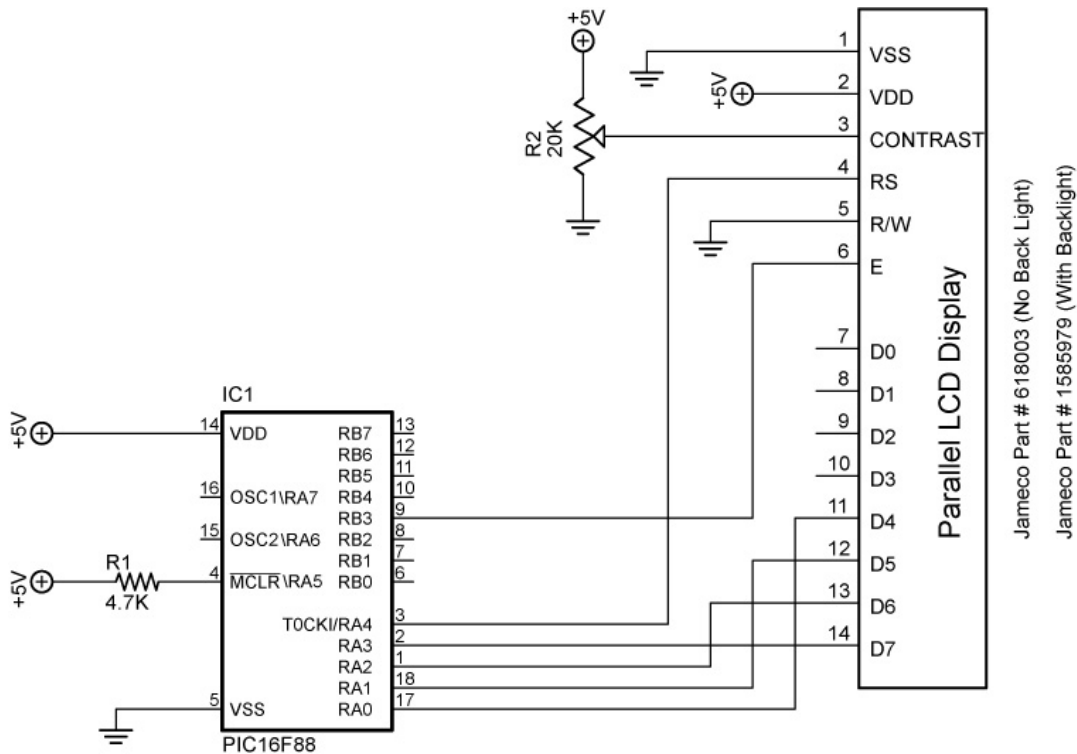 +5V
R2
20K
+5V
1
VSS
2
VDD
3
CONTRAST
4
RS
5
R/W
6
E
7
D0
8
D1
9
D2
10
D3
11
D4
12
D5
13
D6
14
D7
Parallel LCD Display
Jameco Part # 618003 (No Back Light)
Jameco Part # 1585979 (With Backlight)
IC1
+5V
14
VDD
16
OSC1\RA7
15
OSC2\RA6
+5V
R1
4.7K
4
MCLR\RA5
5
VSS
RB7
13
RB6
12
RB5
11
RB4
10
RB3
9
RB2
8
RB1
7
RB0
6
T0CKI/RA4
3
RA3
2
RA2
1
RA1
18
RA0
17
PIC16F88